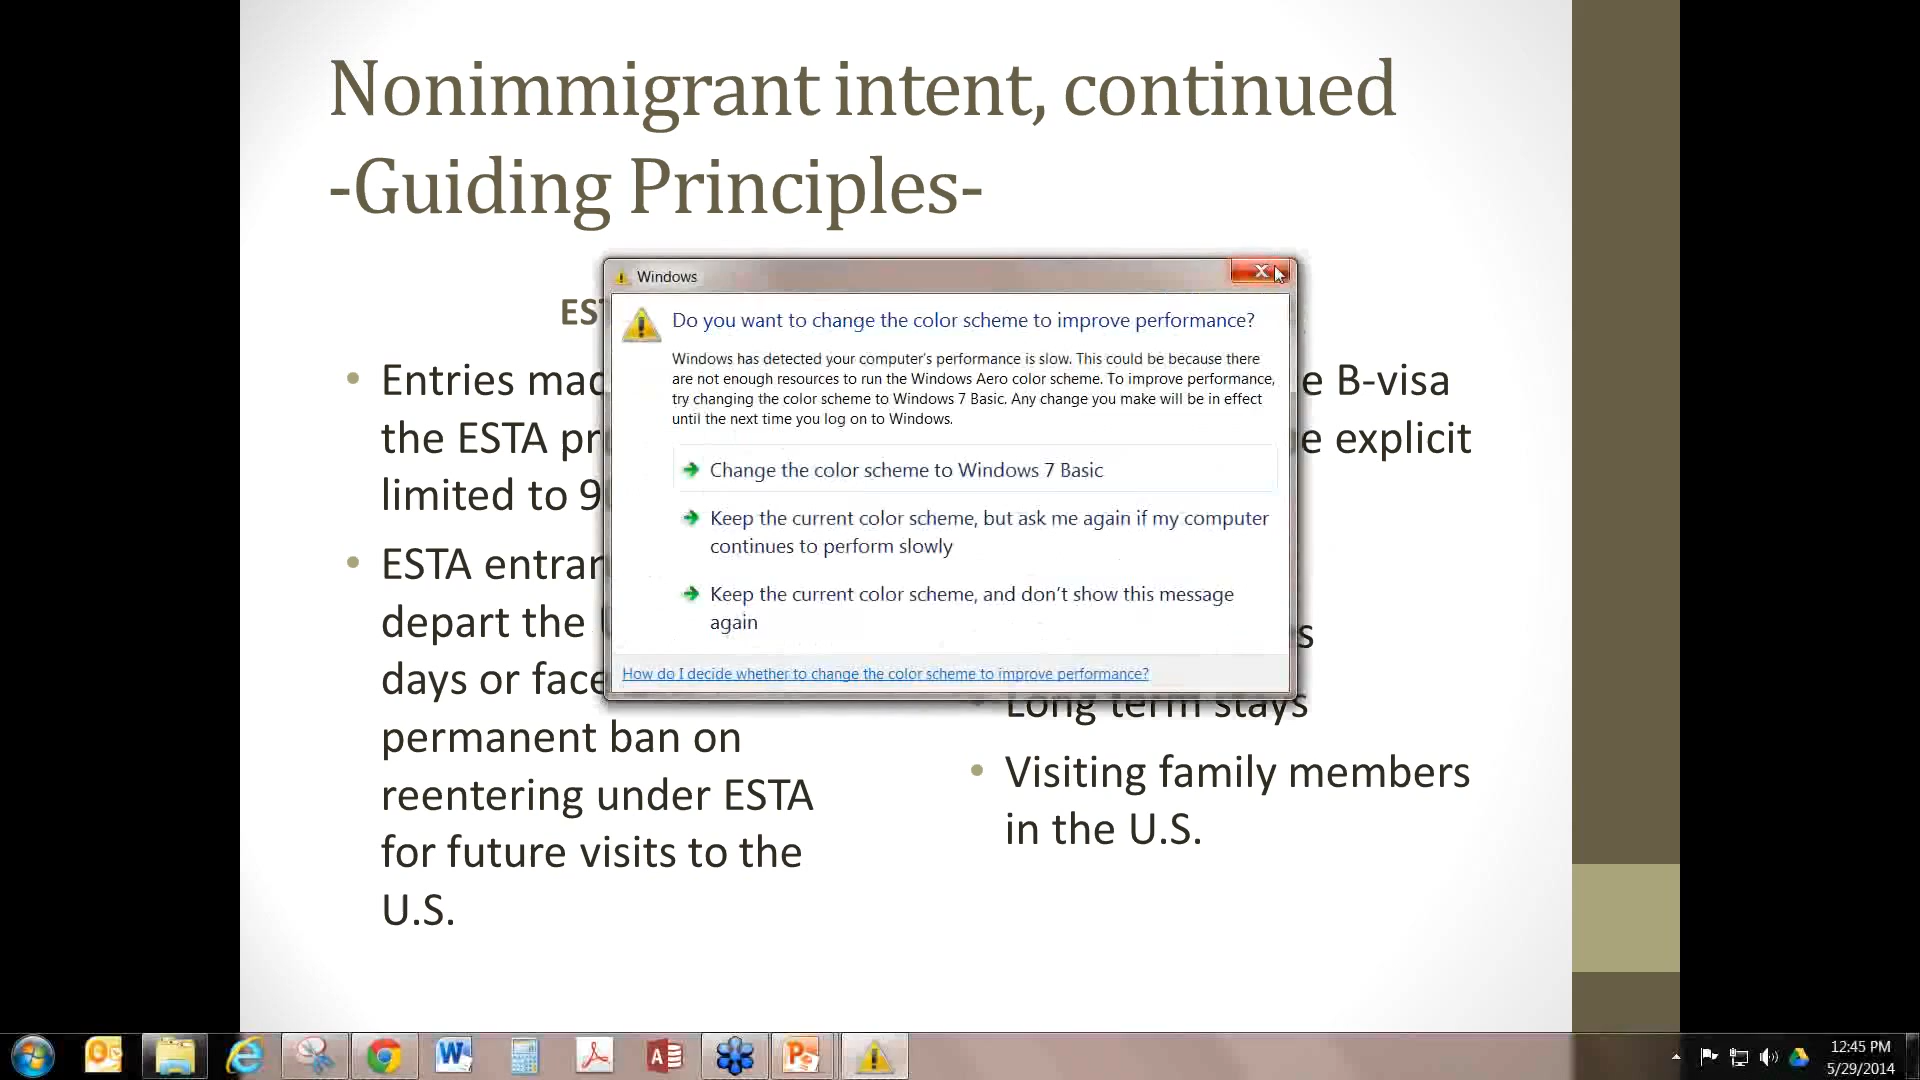 Nonimmigrant intent, continued
-Guiding Principles-
Windows
Do you want to change the color scheme to improve performance?
Windows has detected your computer's performance is slow. This could be because there
are not enough resources to run the Windows Aero color scheme. To improve performance,
try changing the color scheme to Windows 7 Basic. Any change you make will be in effect
until the next time you log on to Windows.
Change the color scheme to Windows 7 Basic
Keep the current color scheme, but ask me again if my computer
continues to perform slowly
Keep the current color scheme, and don't show this message
again
How do I decide whether to change the color scheme to improve performance?
Entries
the ESTA
limited to
ESTA
depart the
days or face
permanent ban on
reentering under ESTA
for future visits to the
U.S.
B-visa
explicit
Long term stays
Visiting family members
in the U.S.
12:45 PM
5/29/2014